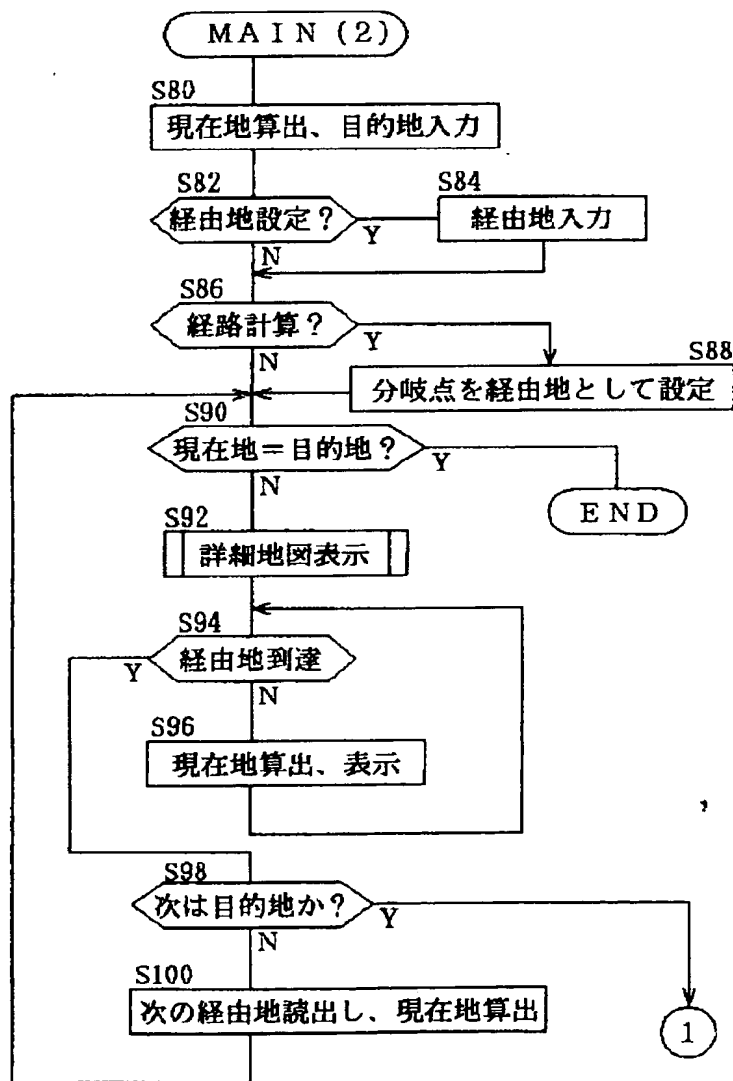 MAIN (2)
S80
現在地算出、目的地入力
S82
経由地設定?
Y
N
S84
経由地入力
S86
経路計算?
Y
N
S88
分岐点を経由地として設定
S90
現在地=目的地?
Y
N
END
S92
詳細地図表示
S94
経由地到達
Y
N
S96
現在地算出、表示
S98
次は目的地か?
Y
N
S100
次の経由地読出し、現在地算出
1